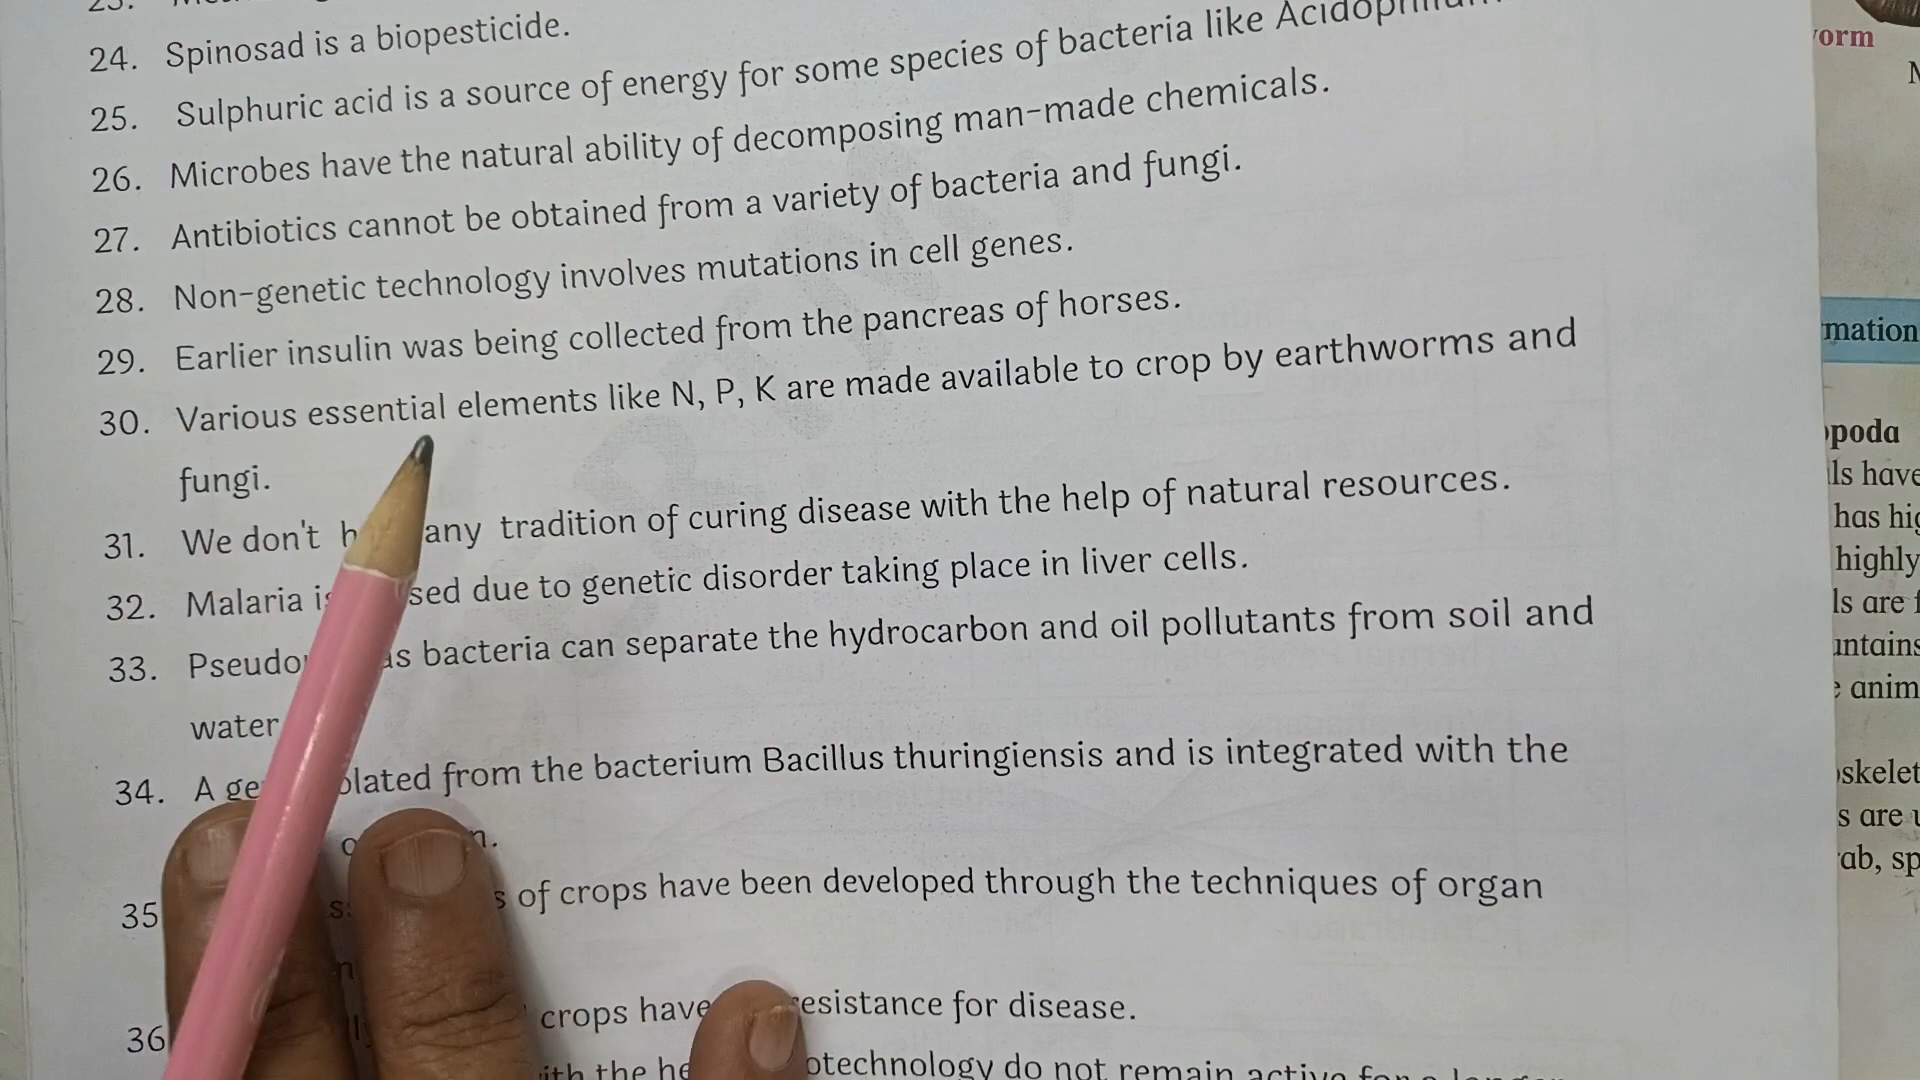 24. Spinosad is a biopesticide.
25. Sulphuric acid is a source of energy for some species of bacteria like
26. Microbes have the natural ability of decomposing man-made chemicals.
27. Antibiotics cannot be obtained from a variety of bacteria and fungi.
28. Non-genetic technology involves mutations in cell genes.
29. Earlier insulin was being collected from the pancreas of horses.
30. Various essential elements like N, P, K are made available to crop by earthworms and
fungi.
31. We don't any tradition of curing disease with the help of natural resources.
32. Malaria due to genetic disorder taking place in liver cells.
33. bacteria can separate the hydrocarbon and oil pollutants from soil and
water
34. A from the bacterium Bacillus thuringiensis and is integrated with the
35 of crops have been developed through the techniques of organ
36 crops have for disease.
the do not remain active for a
orm
mation
poda
ls have
has hig
highly
ls are
untains
anim
skelet
s are
ab, sp